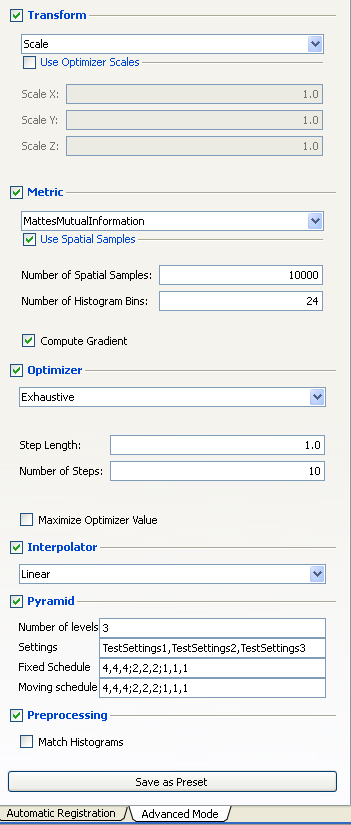 Transform
Scale
Use Optimizer Scales
Scale X: 1.0
Scale Y: 1.0
Scale Z: 1.0
Metric
MattesMutualInformation
Use Spatial Samples
Number of Spatial Samples: 10000
Number of Histogram Bins: 24
Compute Gradient
Optimizer
Exhaustive
Step Length: 1.0
Number of Steps: 10
Maximize Optimizer Value
Interpolator
Linear
Pyramid
Number of levels 3
Settings TestSettings1,TestSettings2,TestSettings3
Fixed Schedule 4,4,4;2,2,2;1,1,1
Moving schedule 4,4,4;2,2,2;1,1,1
Preprocessing
Match Histograms
Save as Preset
Automatic Registration Advanced Mode